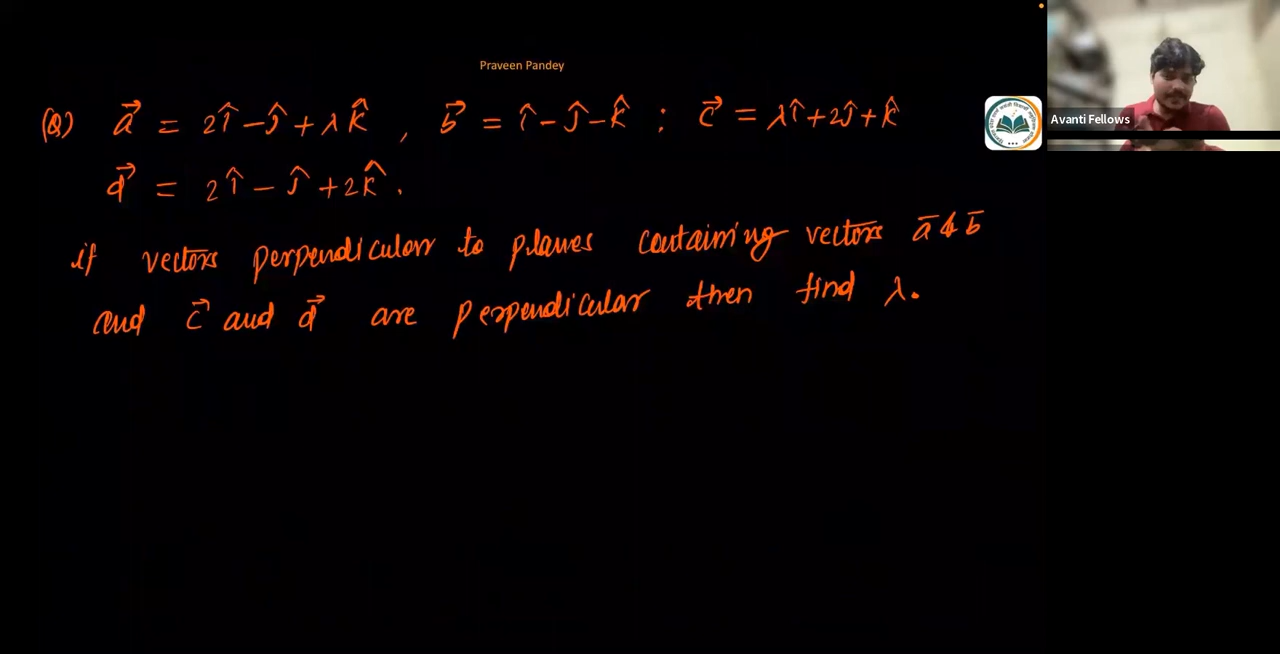 Praveen Pandey
(Q) a⃗ = 2î - ĵ + λk̂ , b⃗ = î - ĵ - k̂ ; c⃗ = λî + 2ĵ + k̂
d⃗ = 2î - ĵ + 2k̂ .
if vectors perpendicular to planes containing vectors a̅ & b̅
and c⃗ and d⃗ are perpendicular then find λ.
Avanti Fellows